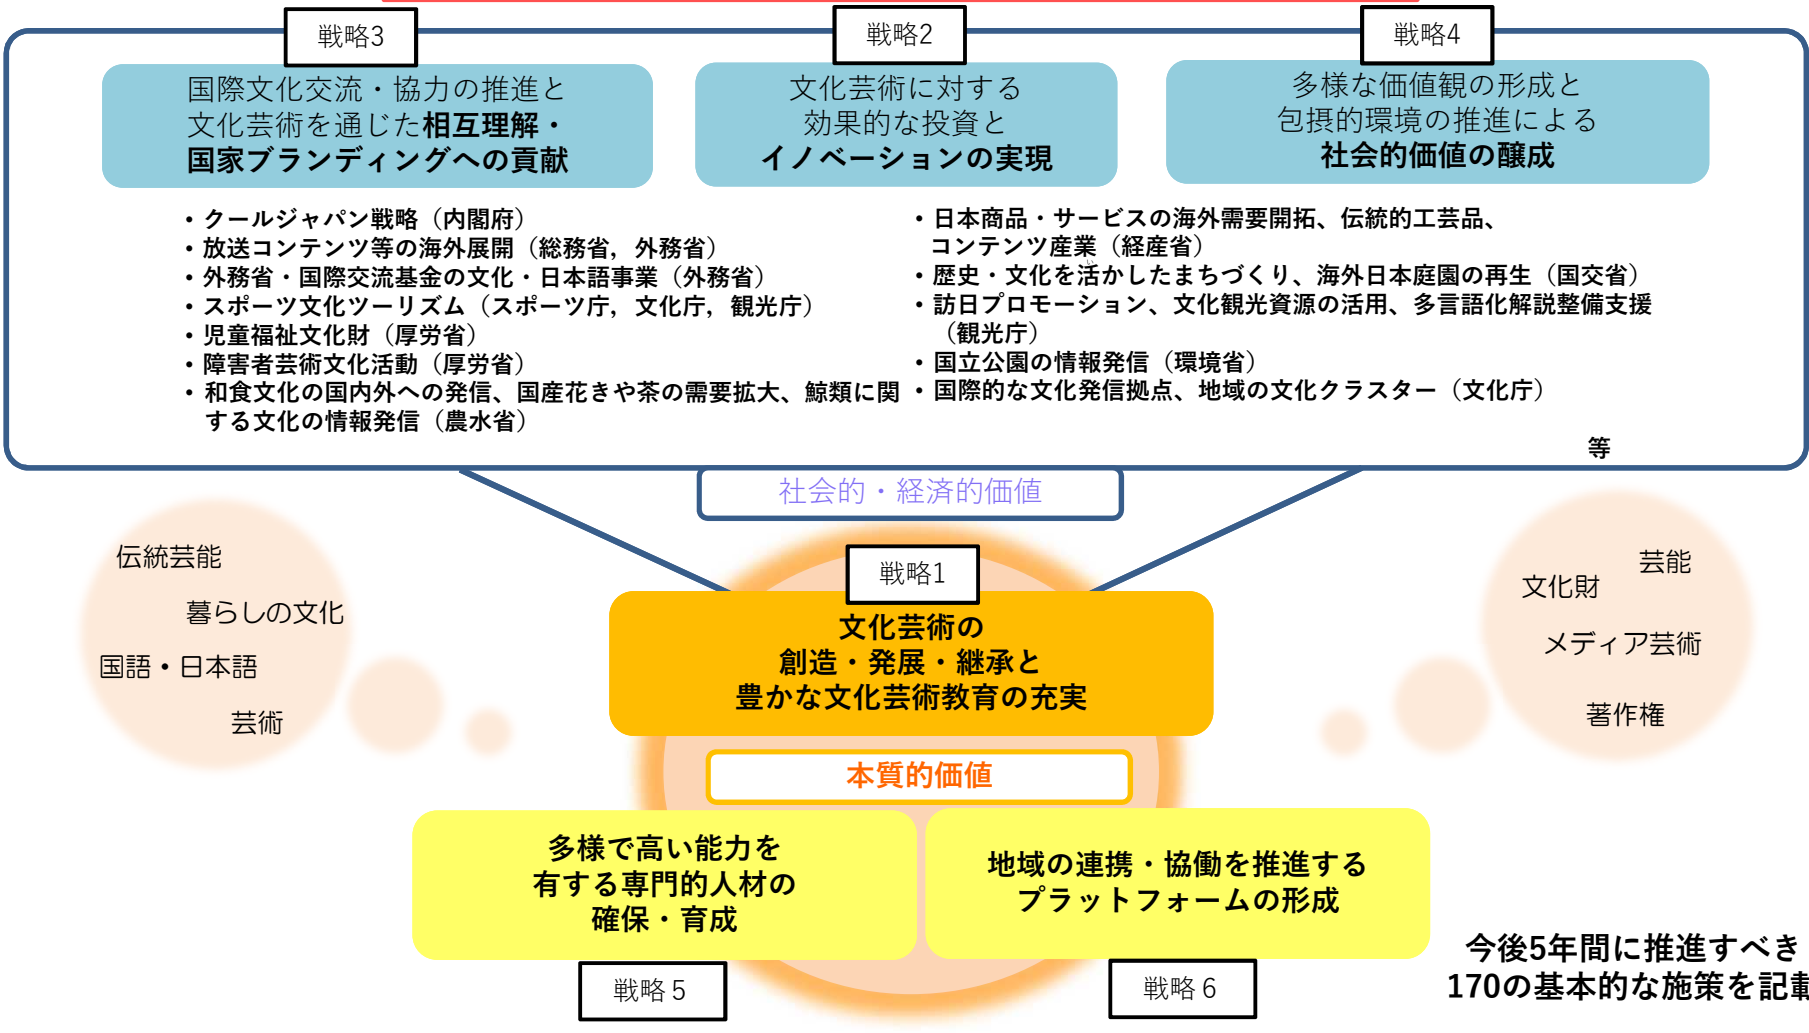 戦略3
国際文化交流・協力の推進と
文化芸術を通じた相互理解・
国家ブランディングへの貢献
戦略2
文化芸術に対する
効果的な投資と
イノベーションの実現
戦略4
多様な価値観の形成と
包摂的環境の推進による
社会的価値の醸成
・クールジャパン戦略（内閣府）
・放送コンテンツ等の海外展開（総務省，外務省）
・外務省・国際交流基金の文化・日本語事業（外務省）
・スポーツ文化ツーリズム（スポーツ庁，文化庁，観光庁）
・児童福祉文化財（厚労省）
・障害者芸術文化活動（厚労省）
・和食文化の国内外への発信、国産花きや茶の需要拡大、鯨類に関
する文化の情報発信（農水省）
・日本商品・サービスの海外需要開拓、伝統的工芸品、
コンテンツ産業（経産省）
・歴史・文化を活かしたまちづくり、海外日本庭園の再生（国交省）
・訪日プロモーション、文化観光資源の活用、多言語化解説整備支援
（観光庁）
・国立公園の情報発信（環境省）
・国際的な文化発信拠点、地域の文化クラスター（文化庁）
等
社会的・経済的価値
伝統芸能
暮らしの文化
国語・日本語
芸術
戦略1
文化芸術の
創造・発展・継承と
豊かな文化芸術教育の充実
本質的価値
芸能
文化財
メディア芸術
著作権
多様で高い能力を
有する専門的人材の
確保・育成
戦略５
地域の連携・協働を推進する
プラットフォームの形成
戦略６
今後5年間に推進すべき
170の基本的な施策を記載